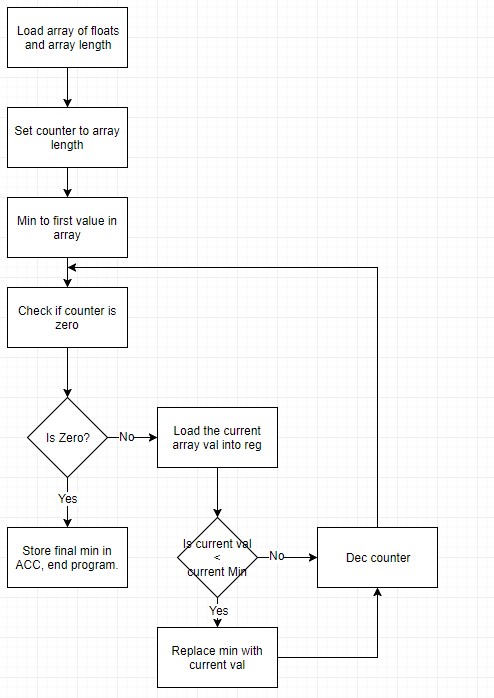 Load array of floats
and array length
Set counter to array
length
Min to first value in
array
Check if counter is
zero
Is Zero?
No
Load the current
array val into reg
Yes
Is current val
<
current Min
No
Dec counter
Store final min in
ACC, end program.
Yes
Replace min with
current val